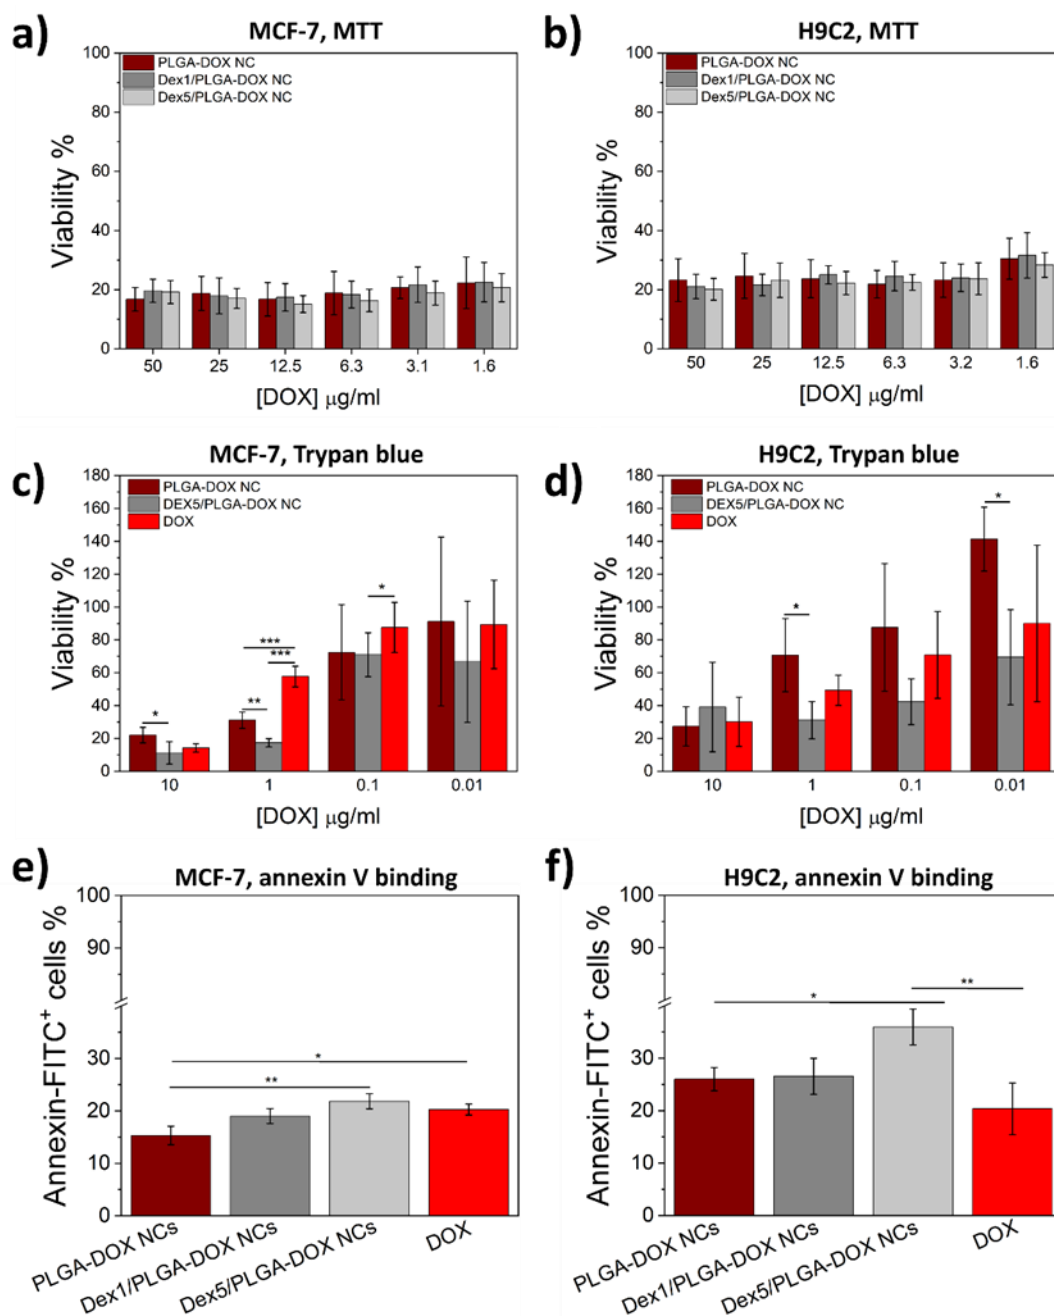 a)
MCF-7, MTT
100
80
60
40
20
0
Viability %
PLGA-DOX NC
Dex1/PLGA-DOX NC
Dex5/PLGA-DOX NC
50 25 12.5 6.3 3.1 1.6
[DOX] μg/ml
b)
H9C2, MTT
100
80
60
40
20
0
Viability %
PLGA-DOX NC
Dex1/PLGA-DOX NC
Dex5/PLGA-DOX NC
50 25 12.5 6.3 3.2 1.6
[DOX] μg/ml
c)
MCF-7, Trypan blue
180
160
140
120
100
80
60
40
20
0
Viability %
PLGA-DOX NC
DEX5/PLGA-DOX NC
DOX
*
**
***
***
*
10 1 0.1 0.01
[DOX] μg/ml
d)
H9C2, Trypan blue
180
160
140
120
100
80
60
40
20
0
Viability %
PLGA-DOX NC
DEX5/PLGA-DOX NC
DOX
*
*
10 1 0.1 0.01
[DOX] μg/ml
e)
MCF-7, annexin V binding
100
90
30
20
10
0
Annexin-FITC⁺ cells %
*
**
PLGA-DOX NCs
Dex1/PLGA-DOX NCs
Dex5/PLGA-DOX NCs
DOX
f)
H9C2, annexin V binding
100
90
30
20
10
0
Annexin-FITC⁺ cells %
*
**
PLGA-DOX NCs
Dex1/PLGA-DOX NCs
Dex5/PLGA-DOX NCs
DOX